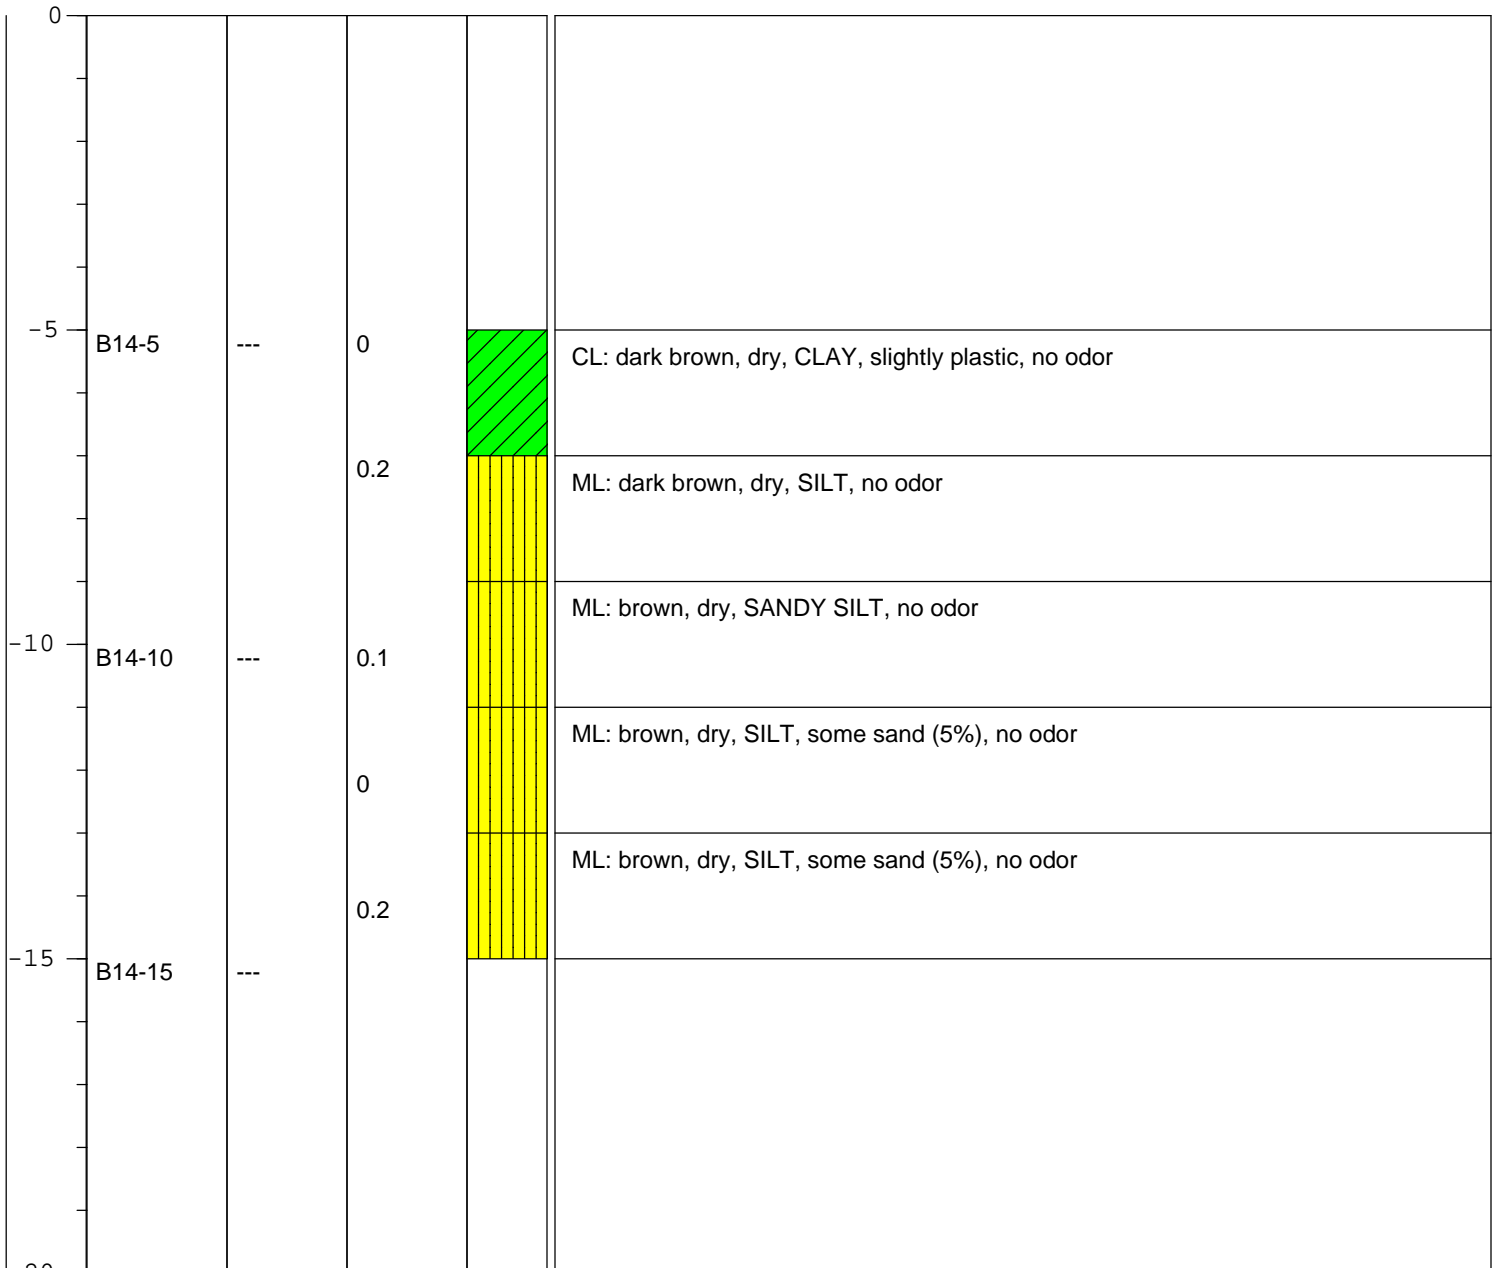 0
-5
B14-5 --- 0
CL: dark brown, dry, CLAY, slightly plastic, no odor
0.2
ML: dark brown, dry, SILT, no odor
ML: brown, dry, SANDY SILT, no odor
-10
B14-10 --- 0.1
ML: brown, dry, SILT, some sand (5%), no odor
0
ML: brown, dry, SILT, some sand (5%), no odor
0.2
-15
B14-15 ---